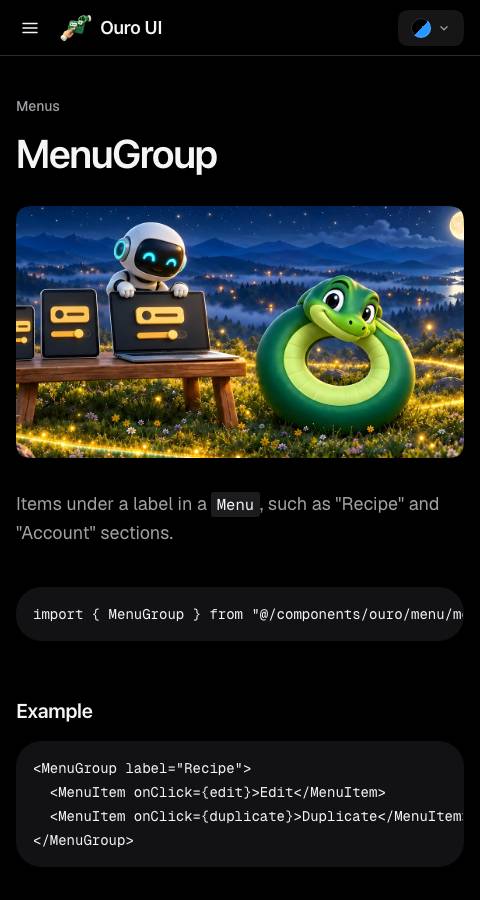 Ouro UI
Menus
MenuGroup
Items under a label in a Menu, such as "Recipe" and
"Account" sections.
import { MenuGroup } from "@/components/ouro/menu/m
Example
<MenuGroup label="Recipe">
  <MenuItem onClick={edit}>Edit</MenuItem>
  <MenuItem onClick={duplicate}>Duplicate</MenuItem>
</MenuGroup>